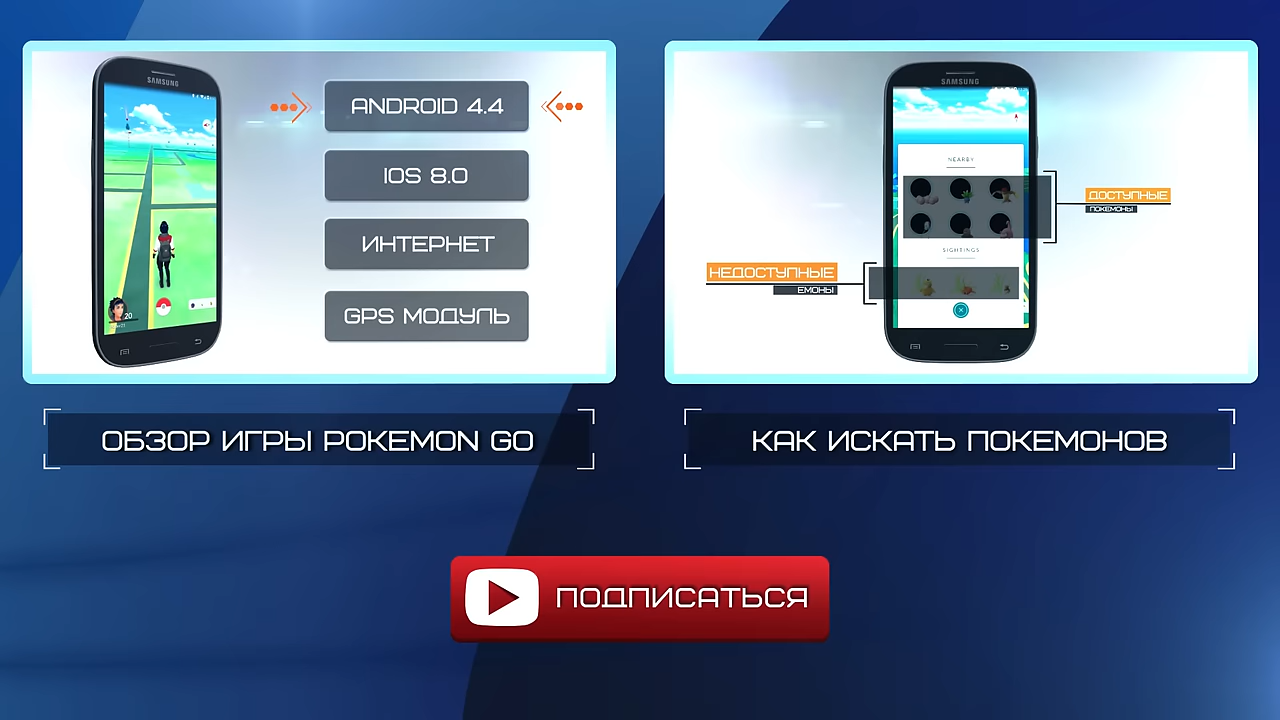 SAMSUNG
ANDROID 4.4
IOS 8.0
ИНТЕРНЕТ
GPS МОДУЛЬ
20
SAMSUNG
NEARBY
ДОСТУПНЫЕ
ПОКЕМОНЫ
SIGHTINGS
НЕДОСТУПНЫЕ
ЕМОНЫ
ОБЗОР ИГРЫ POKEMON GO
КАК ИСКАТЬ ПОКЕМОНОВ
ПОДПИСАТЬСЯ